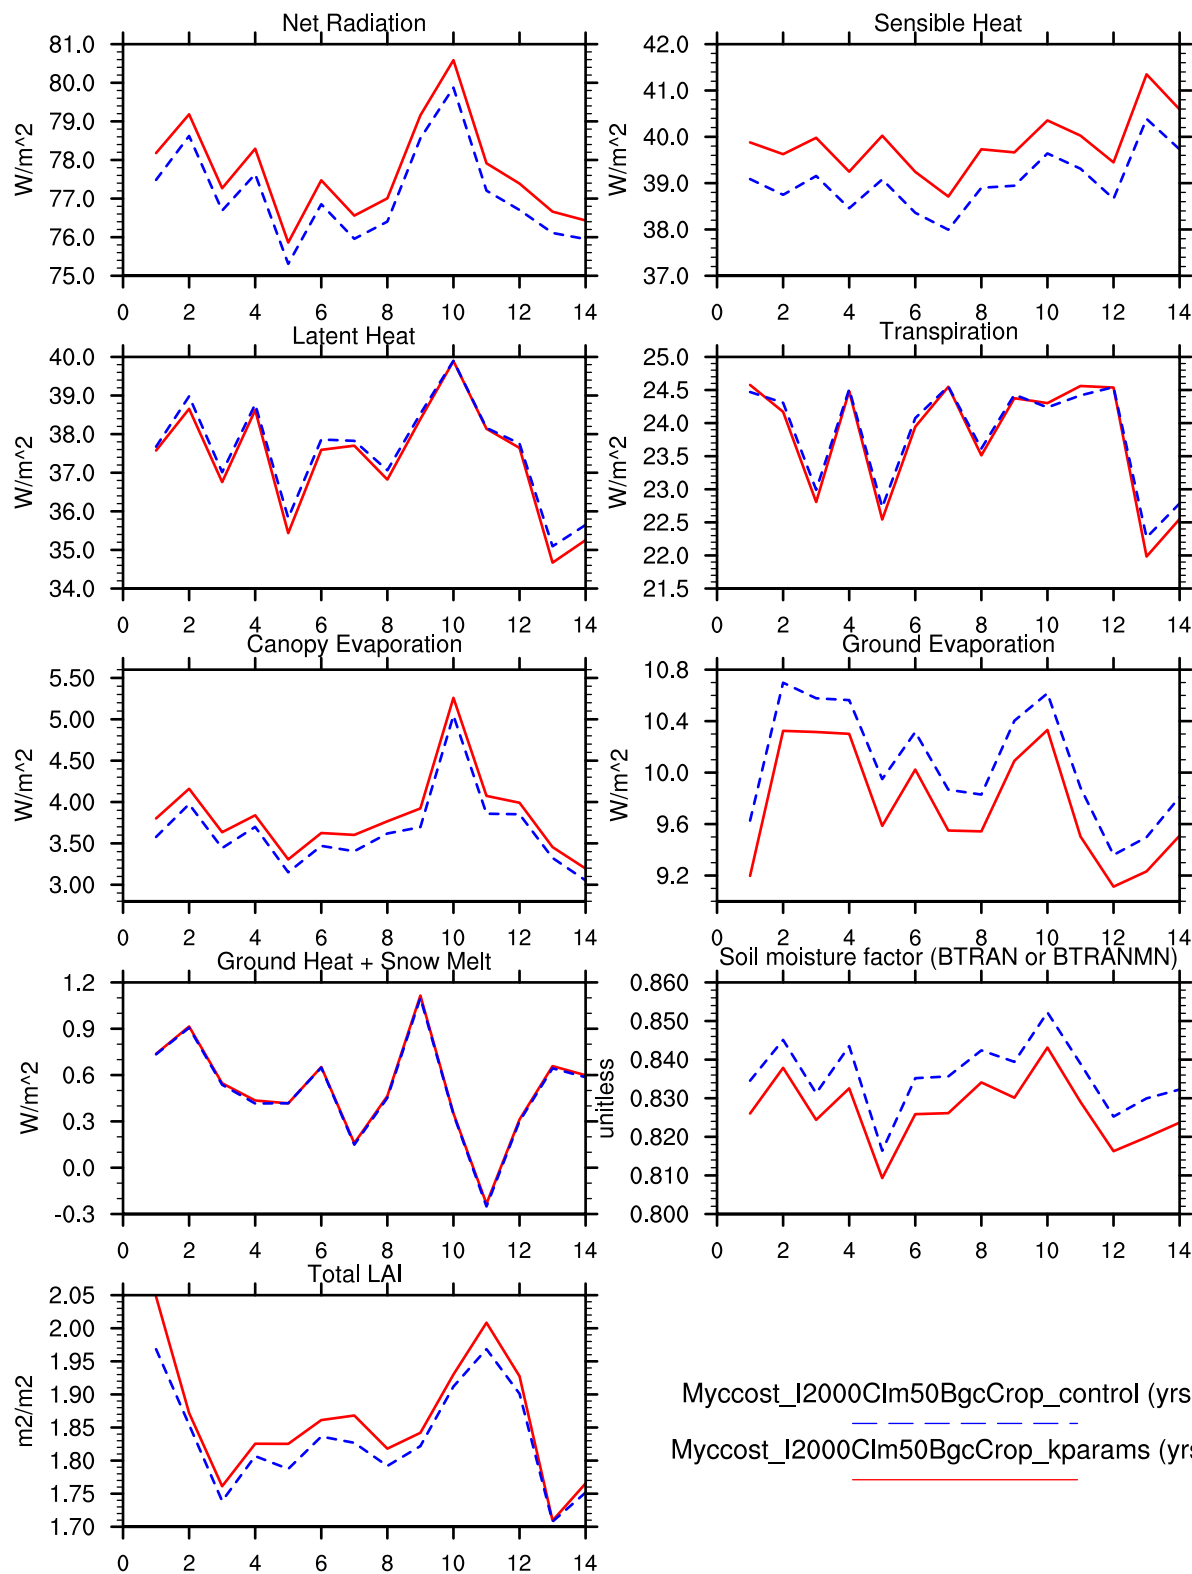 Net Radiation
W/m^2
81.0
80.0
79.0
78.0
77.0
76.0
75.0
0 2 4 6 8 10 12 14
Sensible Heat
W/m^2
42.0
41.0
40.0
39.0
38.0
37.0
0 2 4 6 8 10 12 14
Latent Heat
W/m^2
40.0
39.0
38.0
37.0
36.0
35.0
34.0
0 2 4 6 8 10 12 14
Transpiration
W/m^2
25.0
24.5
24.0
23.5
23.0
22.5
22.0
21.5
0 2 4 6 8 10 12 14
Canopy Evaporation
W/m^2
5.50
5.00
4.50
4.00
3.50
3.00
0 2 4 6 8 10 12 14
Ground Evaporation
W/m^2
10.8
10.4
10.0
9.6
9.2
0 2 4 6 8 10 12 14
Ground Heat + Snow Melt
W/m^2
1.2
0.9
0.6
0.3
0.0
-0.3
0 2 4 6 8 10 12 14
Soil moisture factor (BTRAN or BTRANMN)
unitless
0.860
0.850
0.840
0.830
0.820
0.810
0.800
0 2 4 6 8 10 12 14
Total LAI
m2/m2
2.05
2.00
1.95
1.90
1.85
1.80
1.75
1.70
0 2 4 6 8 10 12 14
Myccost_I2000Clm50BgcCrop_control (yrs
Myccost_I2000Clm50BgcCrop_kparams (yrs